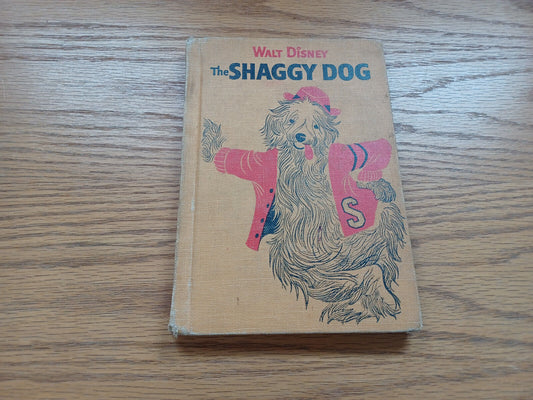 WALT DISNEY
The SHAGGY DOG
S